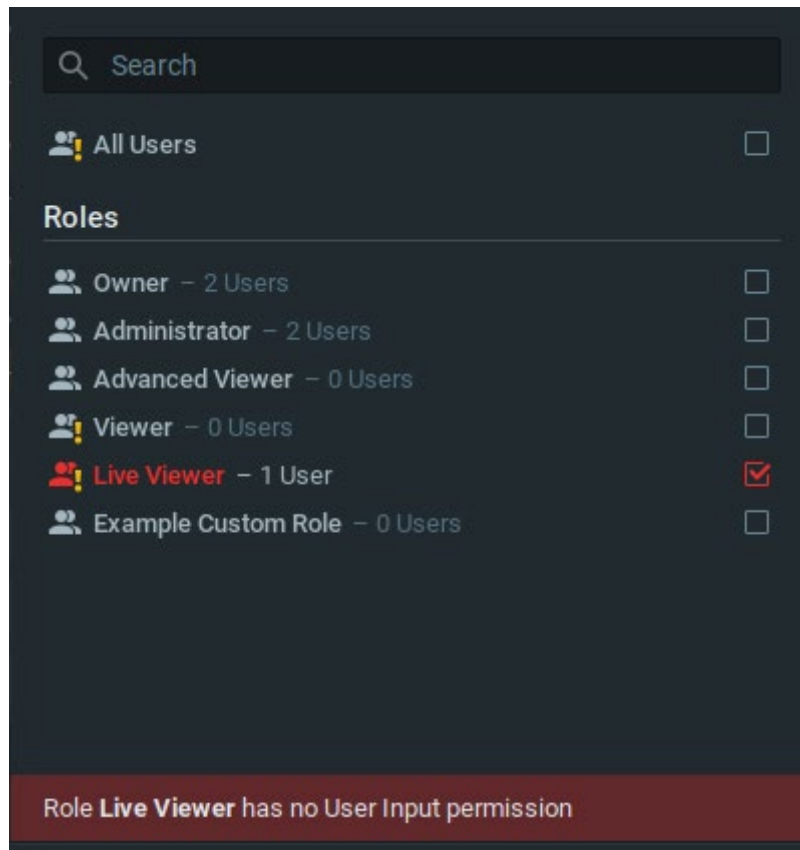 Search
All Users
Roles
Owner – 2 Users
Administrator – 2 Users
Advanced Viewer – 0 Users
Viewer – 0 Users
Live Viewer – 1 User
Example Custom Role – 0 Users
Role Live Viewer has no User Input permission